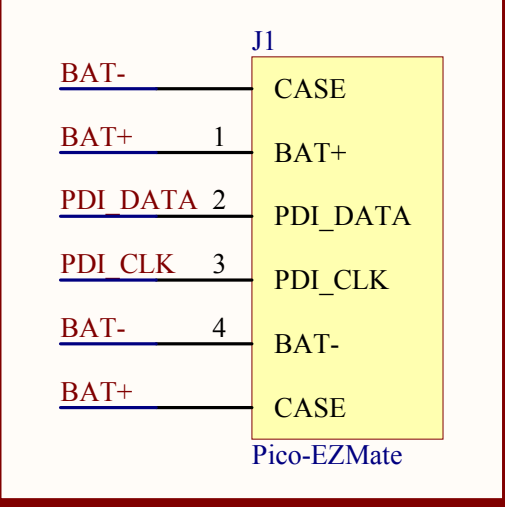 J1
BAT- CASE
BAT+ 1 BAT+
PDI_DATA 2 PDI_DATA
PDI_CLK 3 PDI_CLK
BAT- 4 BAT-
BAT+ CASE
Pico-EZMate